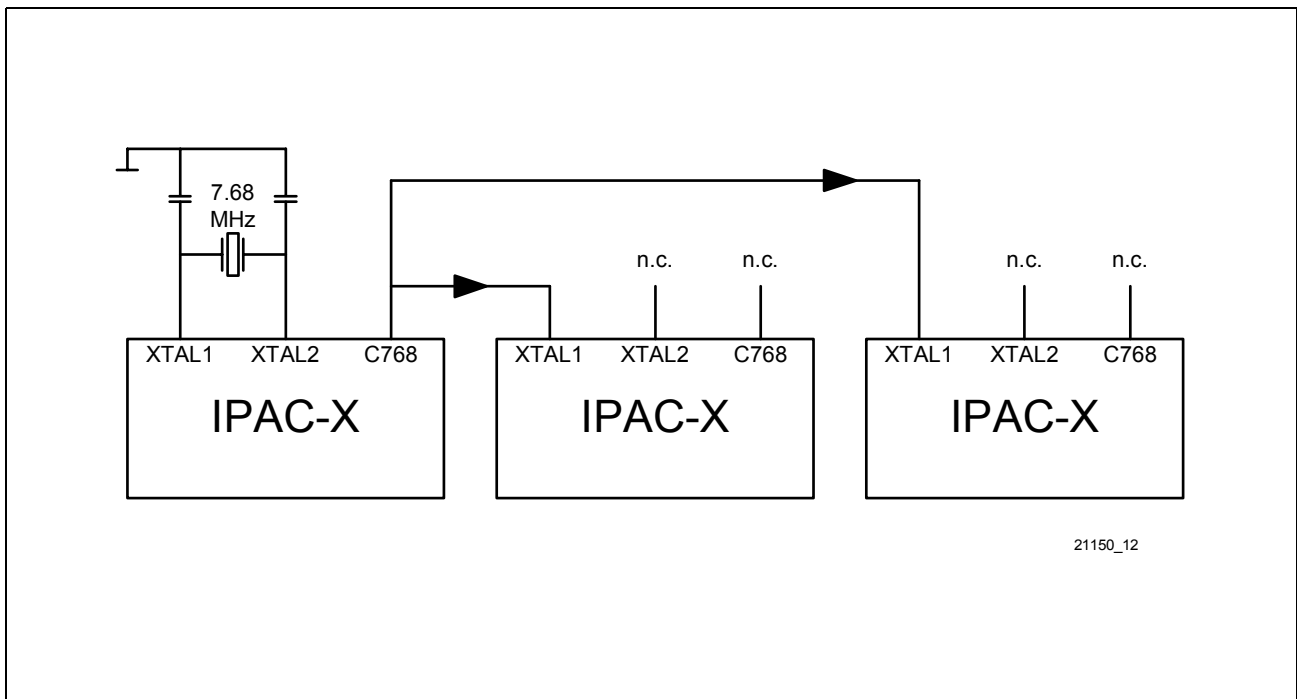 7.68
MHz
n.c. n.c. n.c. n.c.
XTAL1 XTAL2 C768 XTAL1 XTAL2 C768 XTAL1 XTAL2 C768
IPAC-X IPAC-X IPAC-X
21150_12